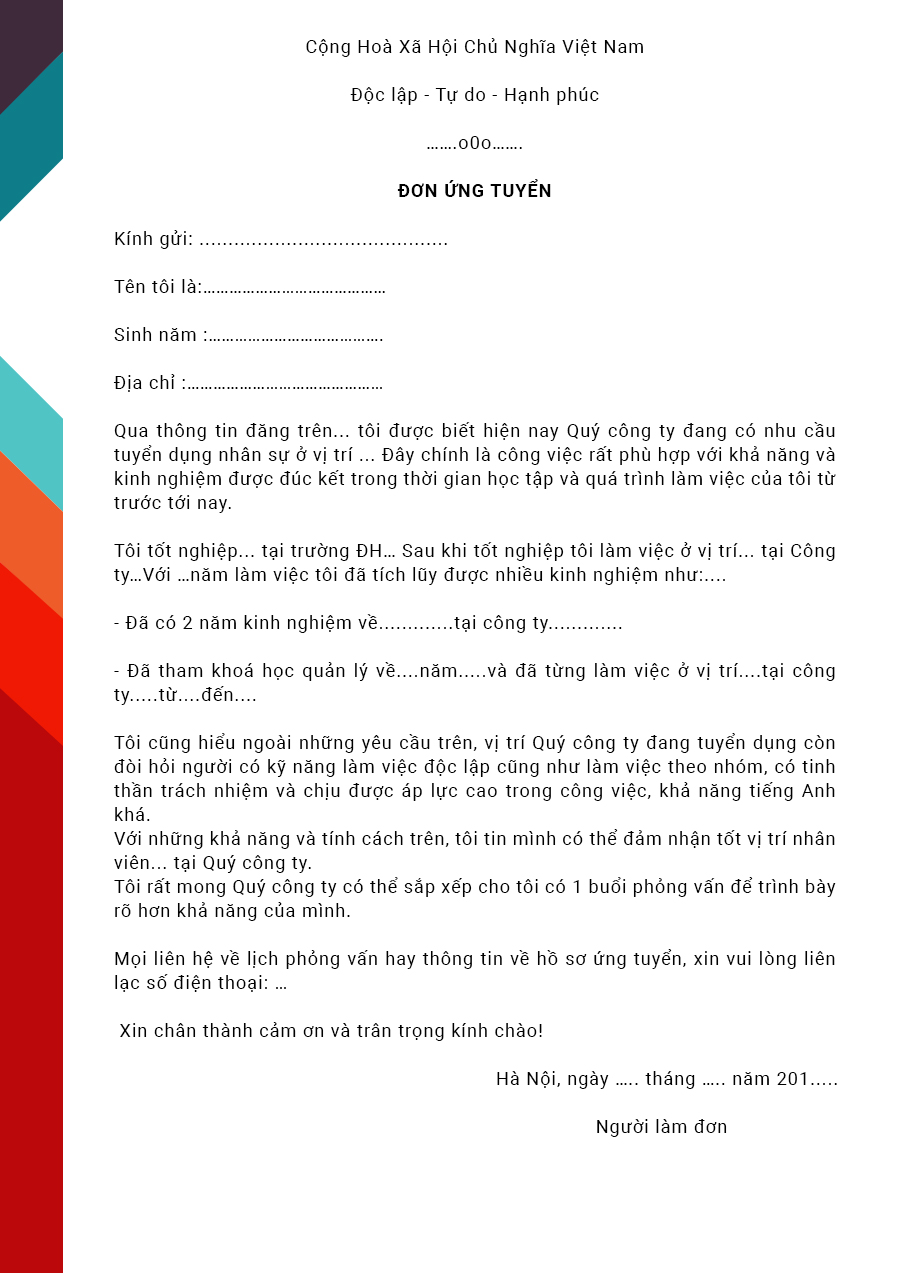 Cộng Hoà Xã Hội Chủ Nghĩa Việt Nam
Độc lập - Tự do - Hạnh phúc
…….o0o…….
ĐƠN ỨNG TUYỂN
Kính gửi: ...........................................
Tên tôi là:……………………………………
Sinh năm :………………………………….
Địa chỉ :………………………………………
Qua thông tin đăng trên... tôi được biết hiện nay Quý công ty đang có nhu cầu
tuyển dụng nhân sự ở vị trí ... Đây chính là công việc rất phù hợp với khả năng và
kinh nghiệm được đúc kết trong thời gian học tập và quá trình làm việc của tôi từ
trước tới nay.
Tôi tốt nghiệp... tại trường ĐH… Sau khi tốt nghiệp tôi làm việc ở vị trí... tại Công
ty…Với …năm làm việc tôi đã tích lũy được nhiều kinh nghiệm như:....
- Đã có 2 năm kinh nghiệm về.............tại công ty.............
- Đã tham khoá học quản lý về....năm.....và đã từng làm việc ở vị trí....tại công
ty.....từ....đến....
Tôi cũng hiểu ngoài những yêu cầu trên, vị trí Quý công ty đang tuyển dụng còn
đòi hỏi người có kỹ năng làm việc độc lập cũng như làm việc theo nhóm, có tinh
thần trách nhiệm và chịu được áp lực cao trong công việc, khả năng tiếng Anh
khá.
Với những khả năng và tính cách trên, tôi tin mình có thể đảm nhận tốt vị trí nhân
viên... tại Quý công ty.
Tôi rất mong Quý công ty có thể sắp xếp cho tôi có 1 buổi phỏng vấn để trình bày
rõ hơn khả năng của mình.
Mọi liên hệ về lịch phỏng vấn hay thông tin về hồ sơ ứng tuyển, xin vui lòng liên
lạc số điện thoại: …
Xin chân thành cảm ơn và trân trọng kính chào!
Hà Nội, ngày ….. tháng ….. năm 201.....
Người làm đơn